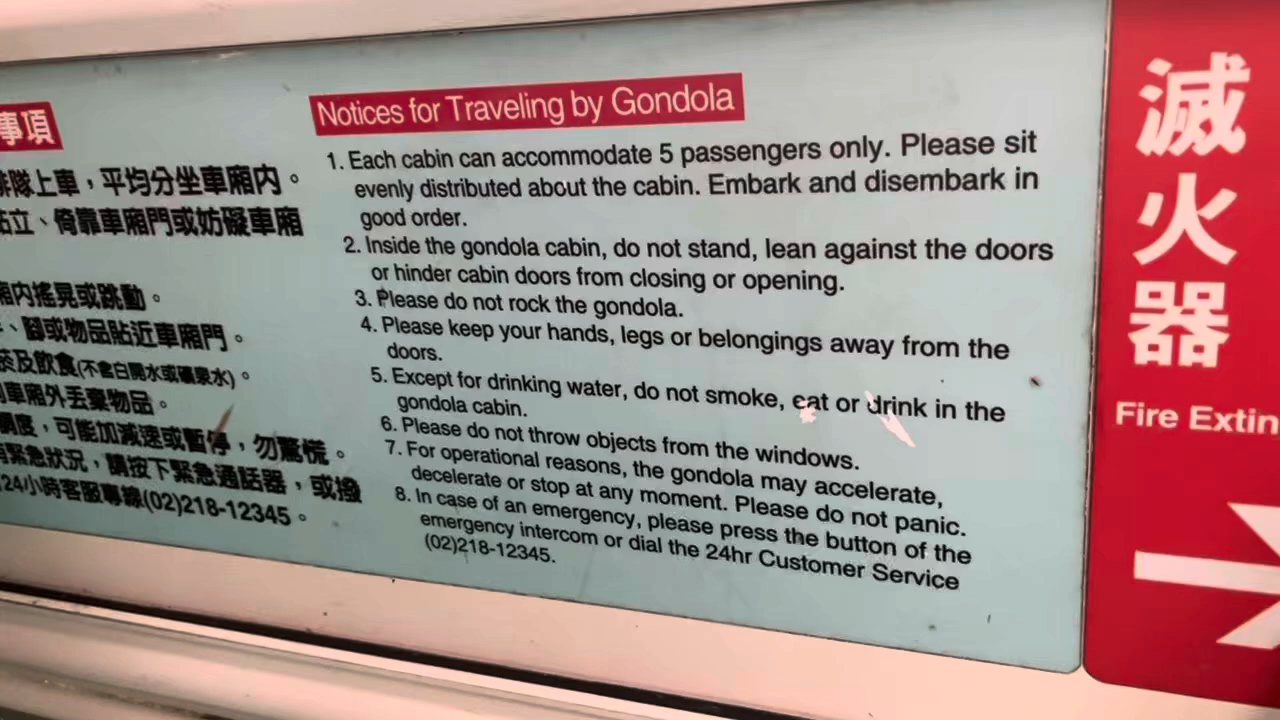 事項
隊上車，平均分坐車廂內。
站立、倚靠車廂門或妨礙車廂
廂內搖晃或跳動。
、腳或物品貼近車廂門。
菸及飲食(不含白開水或礦泉水)。
車廂外丟棄物品。
調度，可能加減速或暫停，勿驚慌。
緊急狀況，請按下緊急通話器，或撥
24小時客服專線(02)218-12345。
Notices for Traveling by Gondola
1. Each cabin can accommodate 5 passengers only. Please sit
evenly distributed about the cabin. Embark and disembark in
good order.
2. Inside the gondola cabin, do not stand, lean against the doors
or hinder cabin doors from closing or opening.
3. Please do not rock the gondola.
4. Please keep your hands, legs or belongings away from the
doors.
5. Except for drinking water, do not smoke, eat or drink in the
gondola cabin.
6. Please do not throw objects from the windows.
7. For operational reasons, the gondola may accelerate,
decelerate or stop at any moment. Please do not panic.
8. In case of an emergency, please press the button of the
emergency intercom or dial the 24hr Customer Service
(02)218-12345.
滅火器
Fire Extin